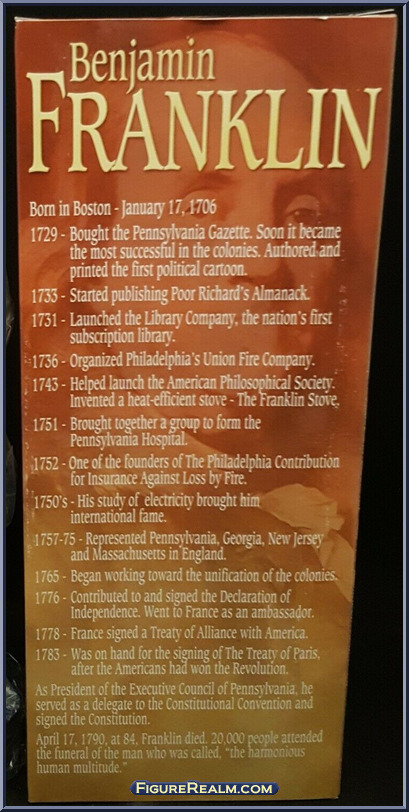 Benjamin
FRANKLIN
Born in Boston - January 17, 1706
1729 - Bought the Pennsylvania Gazette. Soon it became
the most successful in the colonies. Authored and
printed the first political cartoon.
1733 - Started publishing Poor Richard's Almanack.
1731 - Launched the Library Company, the nation's first
subscription library.
1736 - Organized Philadelphia's Union Fire Company.
1743 - Helped launch the American Philosophical Society.
Invented a heat-efficient stove - The Franklin Stove,
1751 - Brought together a group to form the
Pennsylvania Hospital.
1752 - One of the founders of The Philadelphia Contribution
for Insurance Against Loss by Fire.
1750's - His study of electricity brought him
international fame.
1757-75 - Represented Pennsylvania, Georgia, New Jersey
and Massachusetts in England.
1765 - Began working toward the unification of the colonies.
1776 - Contributed to and signed the Declaration of
Independence. Went to France as an ambassador.
1778 - France signed a Treaty of Alliance with America.
1783 - Was on hand for the signing of The Treaty of Paris,
after the Americans had won the Revolution.
As President of the Executive Council of Pennsylvania, he
served as a delegate to the Constitutional Convention and
signed the Constitution.
April 17, 1790, at 84, Franklin died. 20,000 people attended
the funeral of the man who was called, "the harmonious
human multitude."
FIGUREREALM.COM